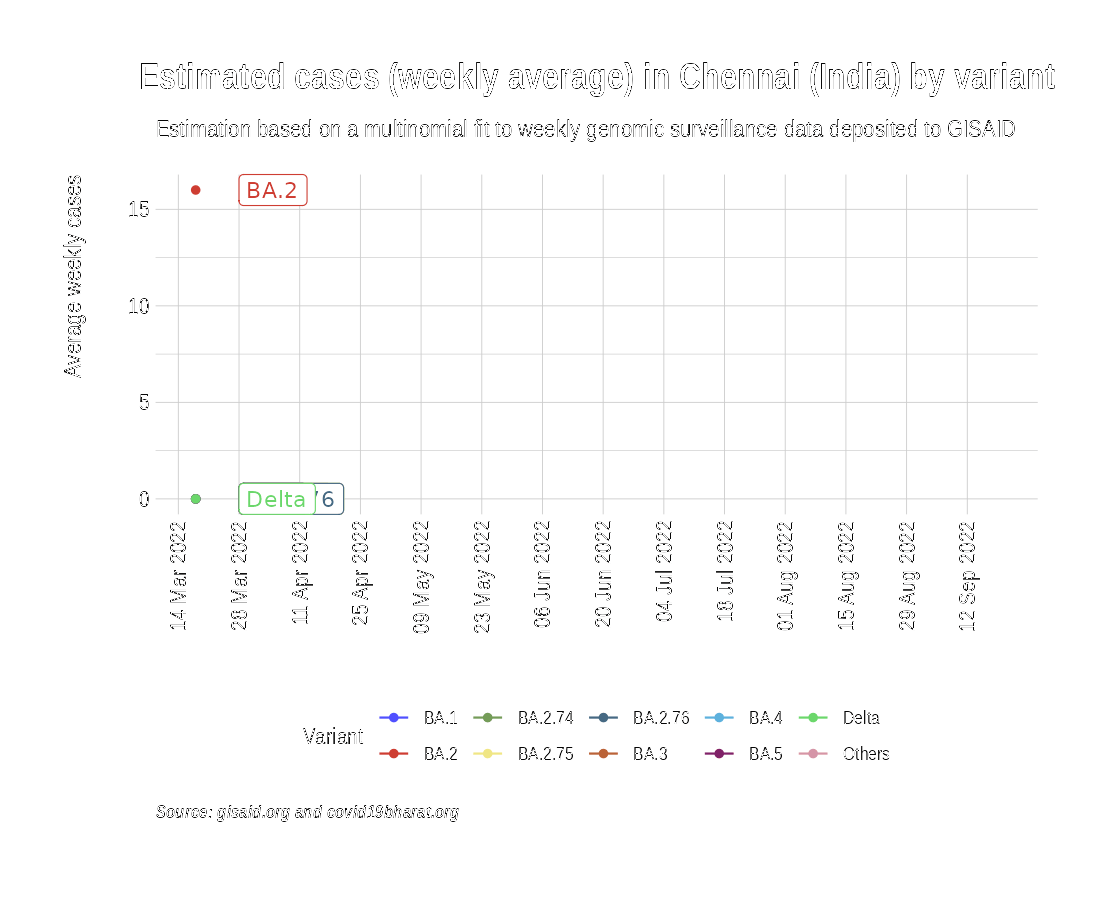 Estimated cases (weekly average) in Chennai (India) by variant
Estimation based on a multinomial fit to weekly genomic surveillance data deposited to GISAID
Average weekly cases
15
10
5
0
BA.2
Delta
76
14 Mar 2022
28 Mar 2022
11 Apr 2022
25 Apr 2022
09 May 2022
23 May 2022
06 Jun 2022
20 Jun 2022
04 Jul 2022
18 Jul 2022
01 Aug 2022
15 Aug 2022
29 Aug 2022
12 Sep 2022
Variant
BA.1
BA.2.74
BA.2.76
BA.4
Delta
BA.2
BA.2.75
BA.3
BA.5
Others
Source: gisaid.org and covid19bharat.org